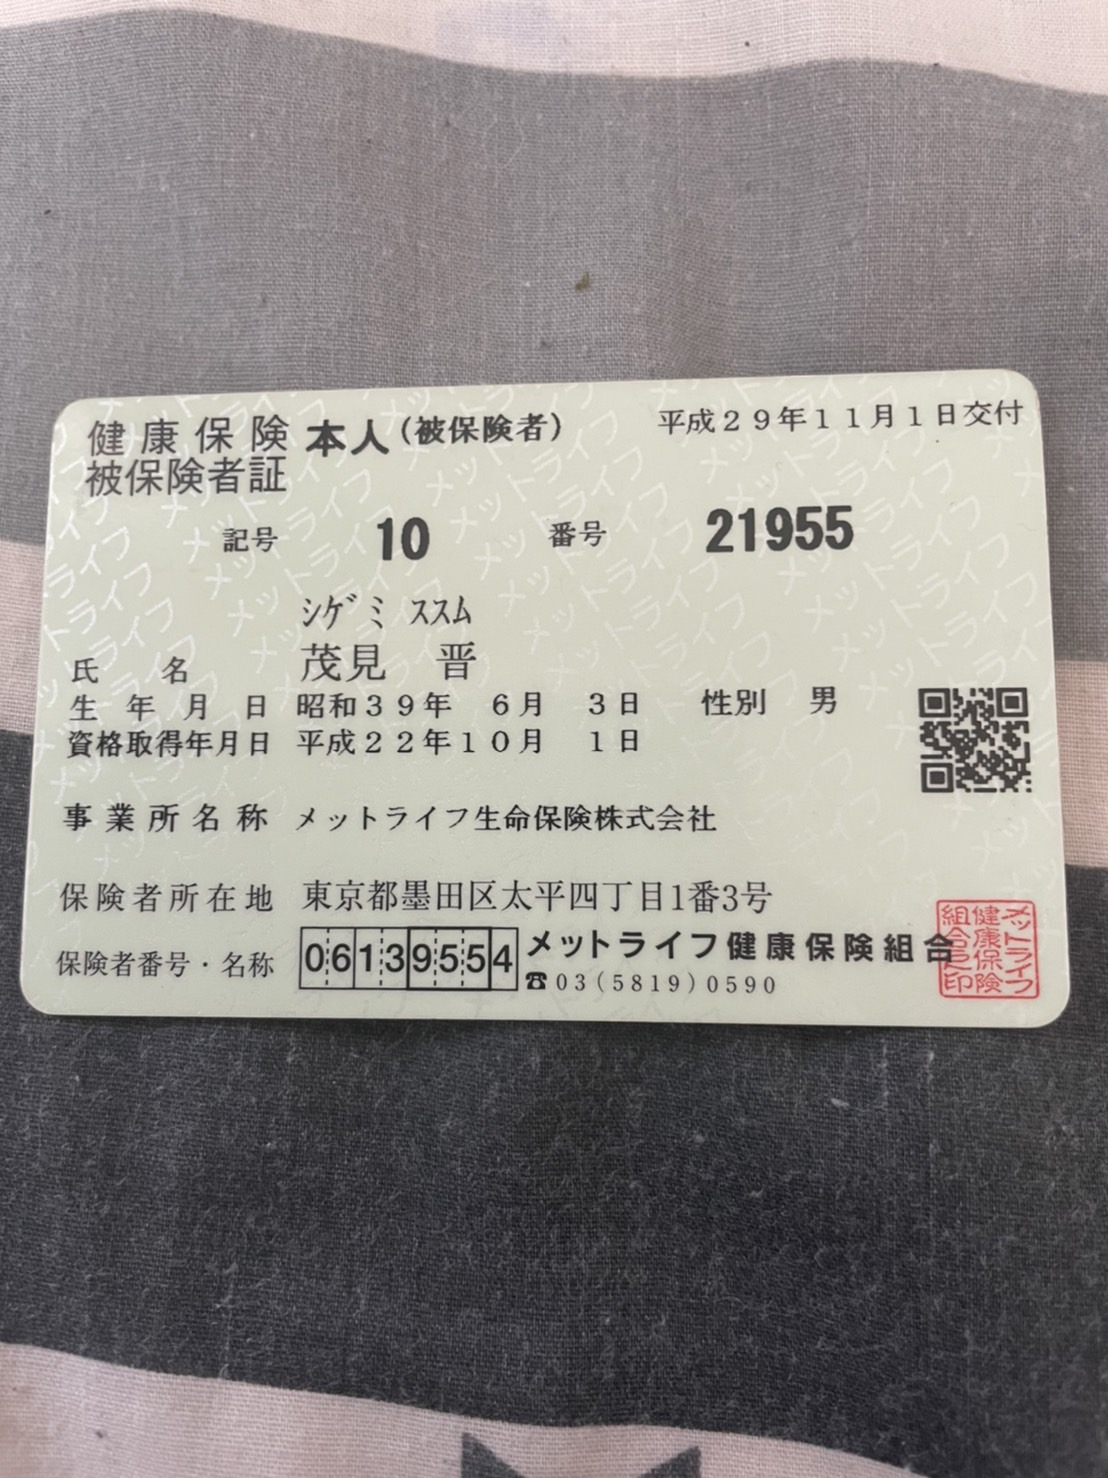 健康保険 本人(被保険者) 平成29年11月1日交付
被保険者証
記号 10 番号 21955
ｼｹﾞﾐ ｽｽﾑ
氏名 茂見 晋
生年月日 昭和39年 6月 3日 性別 男
資格取得年月日 平成22年10月 1日
事業所名称 メットライフ生命保険株式会社
保険者所在地 東京都墨田区太平四丁目1番3号
保険者番号・名称 06139554 メットライフ健康保険組合
☎03(5819)0590
メットライフ
健康保険
組合之印